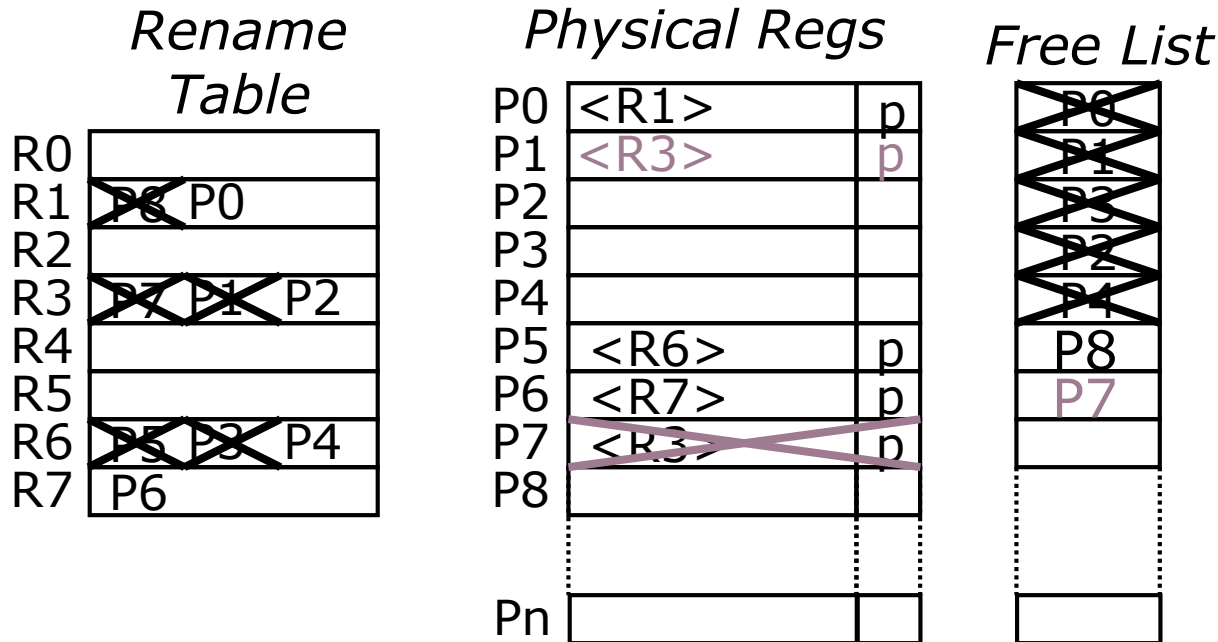 Rename
Table
R0
R1 P8 P0
R2
R3 P7 P1 P2
R4
R5
R6 P5 P3 P4
R7 P6
Physical Regs
P0 <R1> p
P1 <R3> p
P2
P3
P4
P5 <R6> p
P6 <R7> p
P7 <R3> p
P8
Pn
Free List
P0
P1
P3
P2
P4
P8
P7